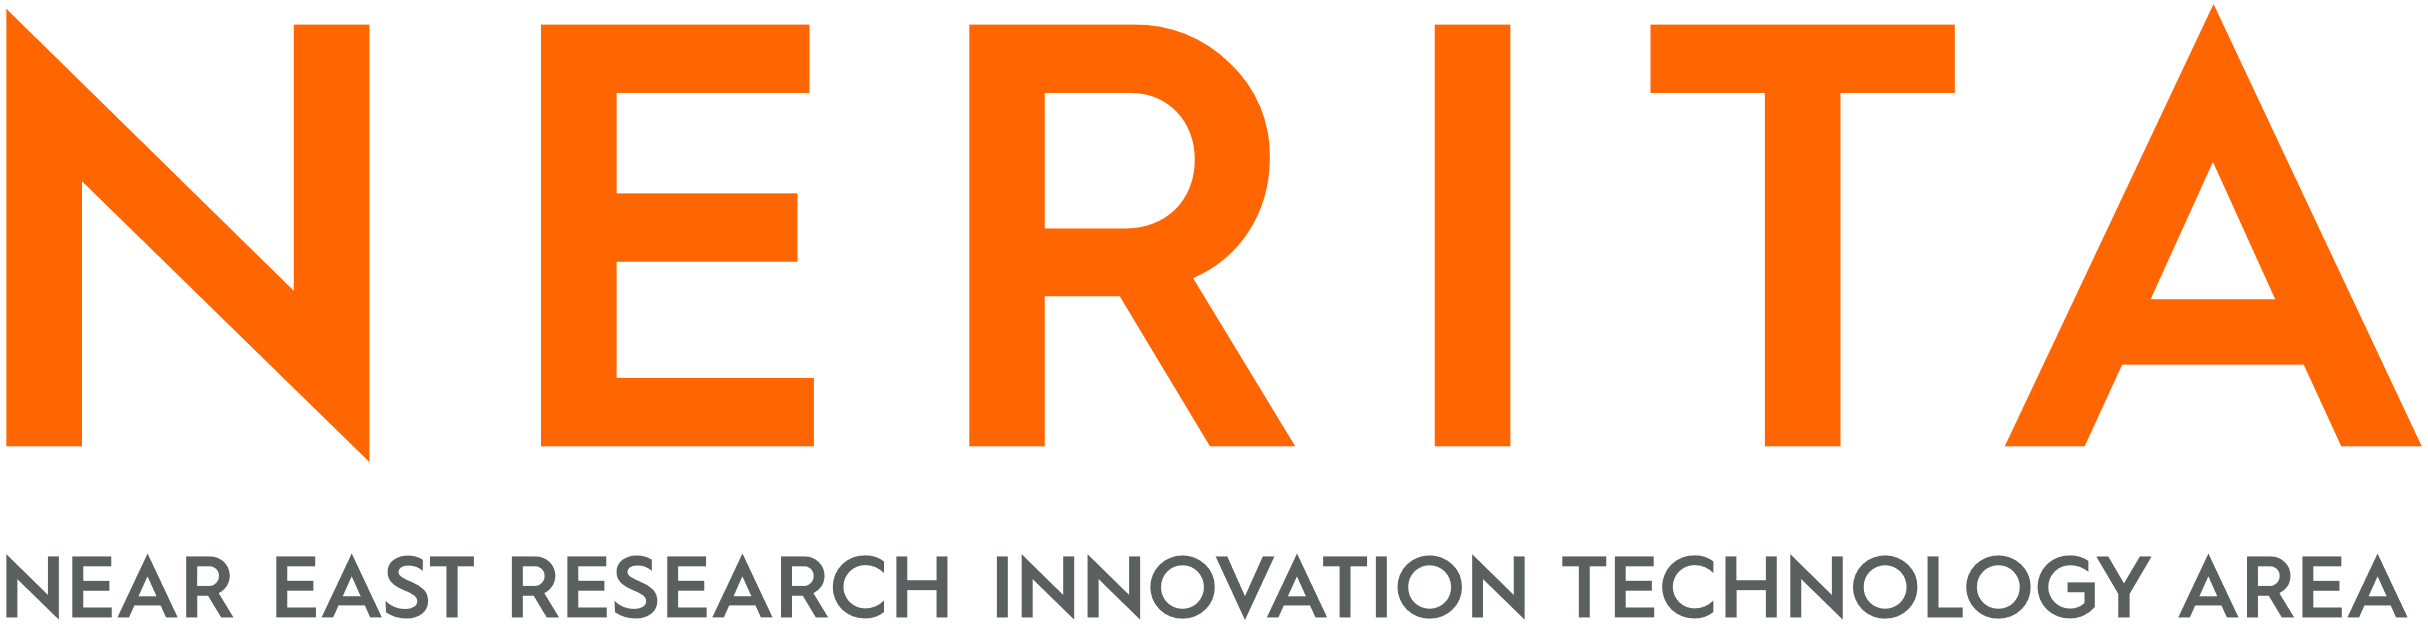 NERITA
NEAR EAST RESEARCH INNOVATION TECHNOLOGY AREA